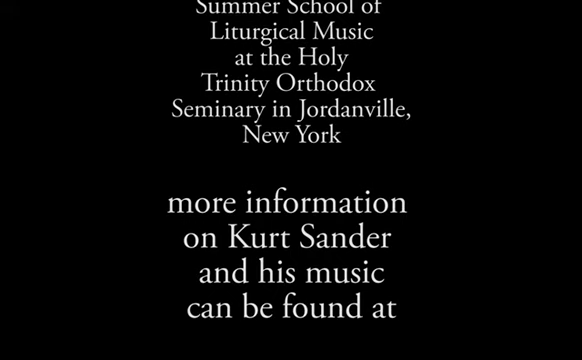 Summer School of
Liturgical Music
at the Holy
Trinity Orthodox
Seminary in Jordanville,
New York
more information
on Kurt Sander
and his music
can be found at